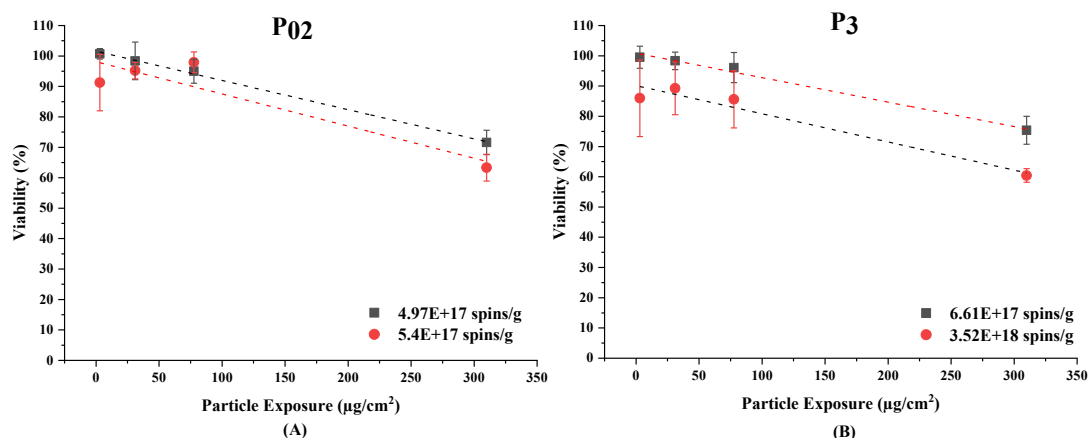 P02
110
100
90
80
70
60
50
40
30
20
10
0
Viability (%)
4.97E+17 spins/g
5.4E+17 spins/g
0 50 100 150 200 250 300 350
Particle Exposure (µg/cm²)
(A)
P3
110
100
90
80
70
60
50
40
30
20
10
0
Viability (%)
6.61E+17 spins/g
3.52E+18 spins/g
0 50 100 150 200 250 300 350
Particle Exposure (µg/cm²)
(B)